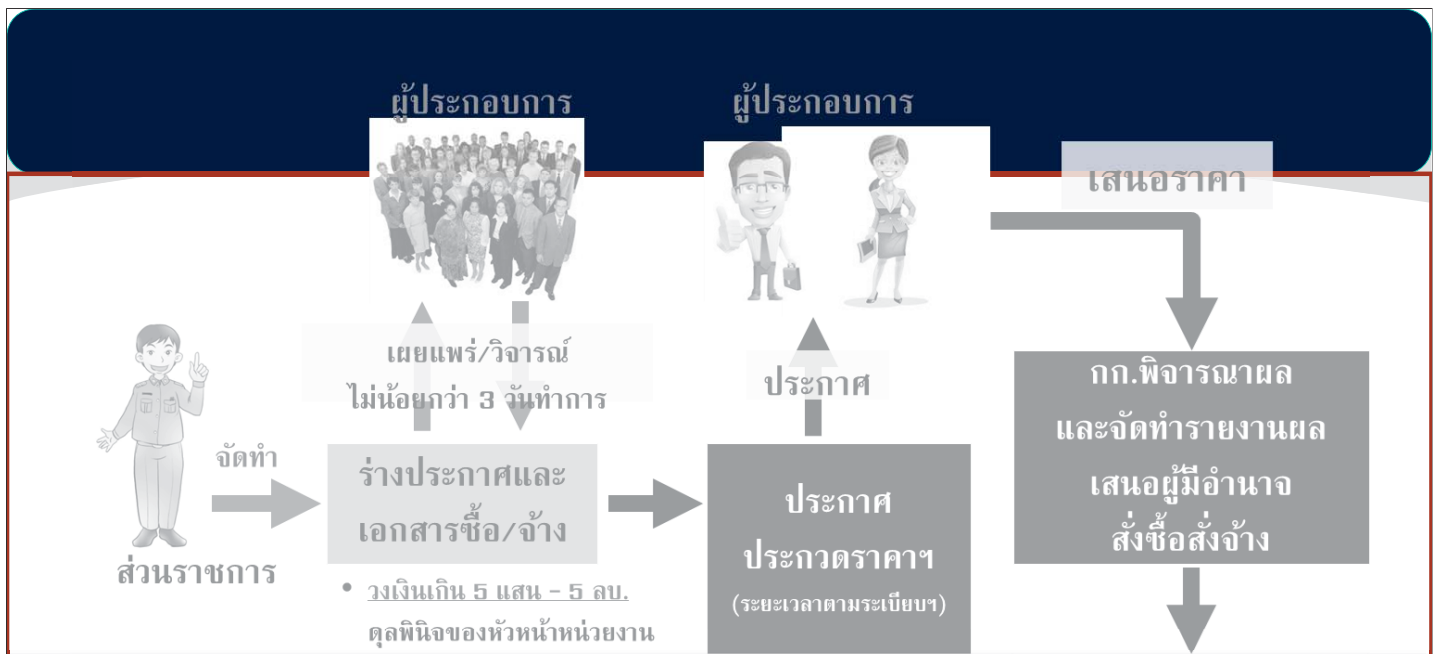 ผู้ประกอบการ
ผู้ประกอบการ
เสนอราคา
เผยแพร่/วิจารณ์
ไม่น้อยกว่า 3 วันทำการ
ประกาศ
กก.พิจารณาผล
และจัดทำรายงานผล
เสนอผู้มีอำนาจ
สั่งซื้อสั่งจ้าง
จัดทำ
ส่วนราชการ
ร่างประกาศและ
เอกสารซื้อ/จ้าง
• วงเงินเกิน 5 แสน - 5 ลบ.
ดุลพินิจของหัวหน้าหน่วยงาน
ประกาศ
ประกวดราคาฯ
(ระยะเวลาตามระเบียบฯ)